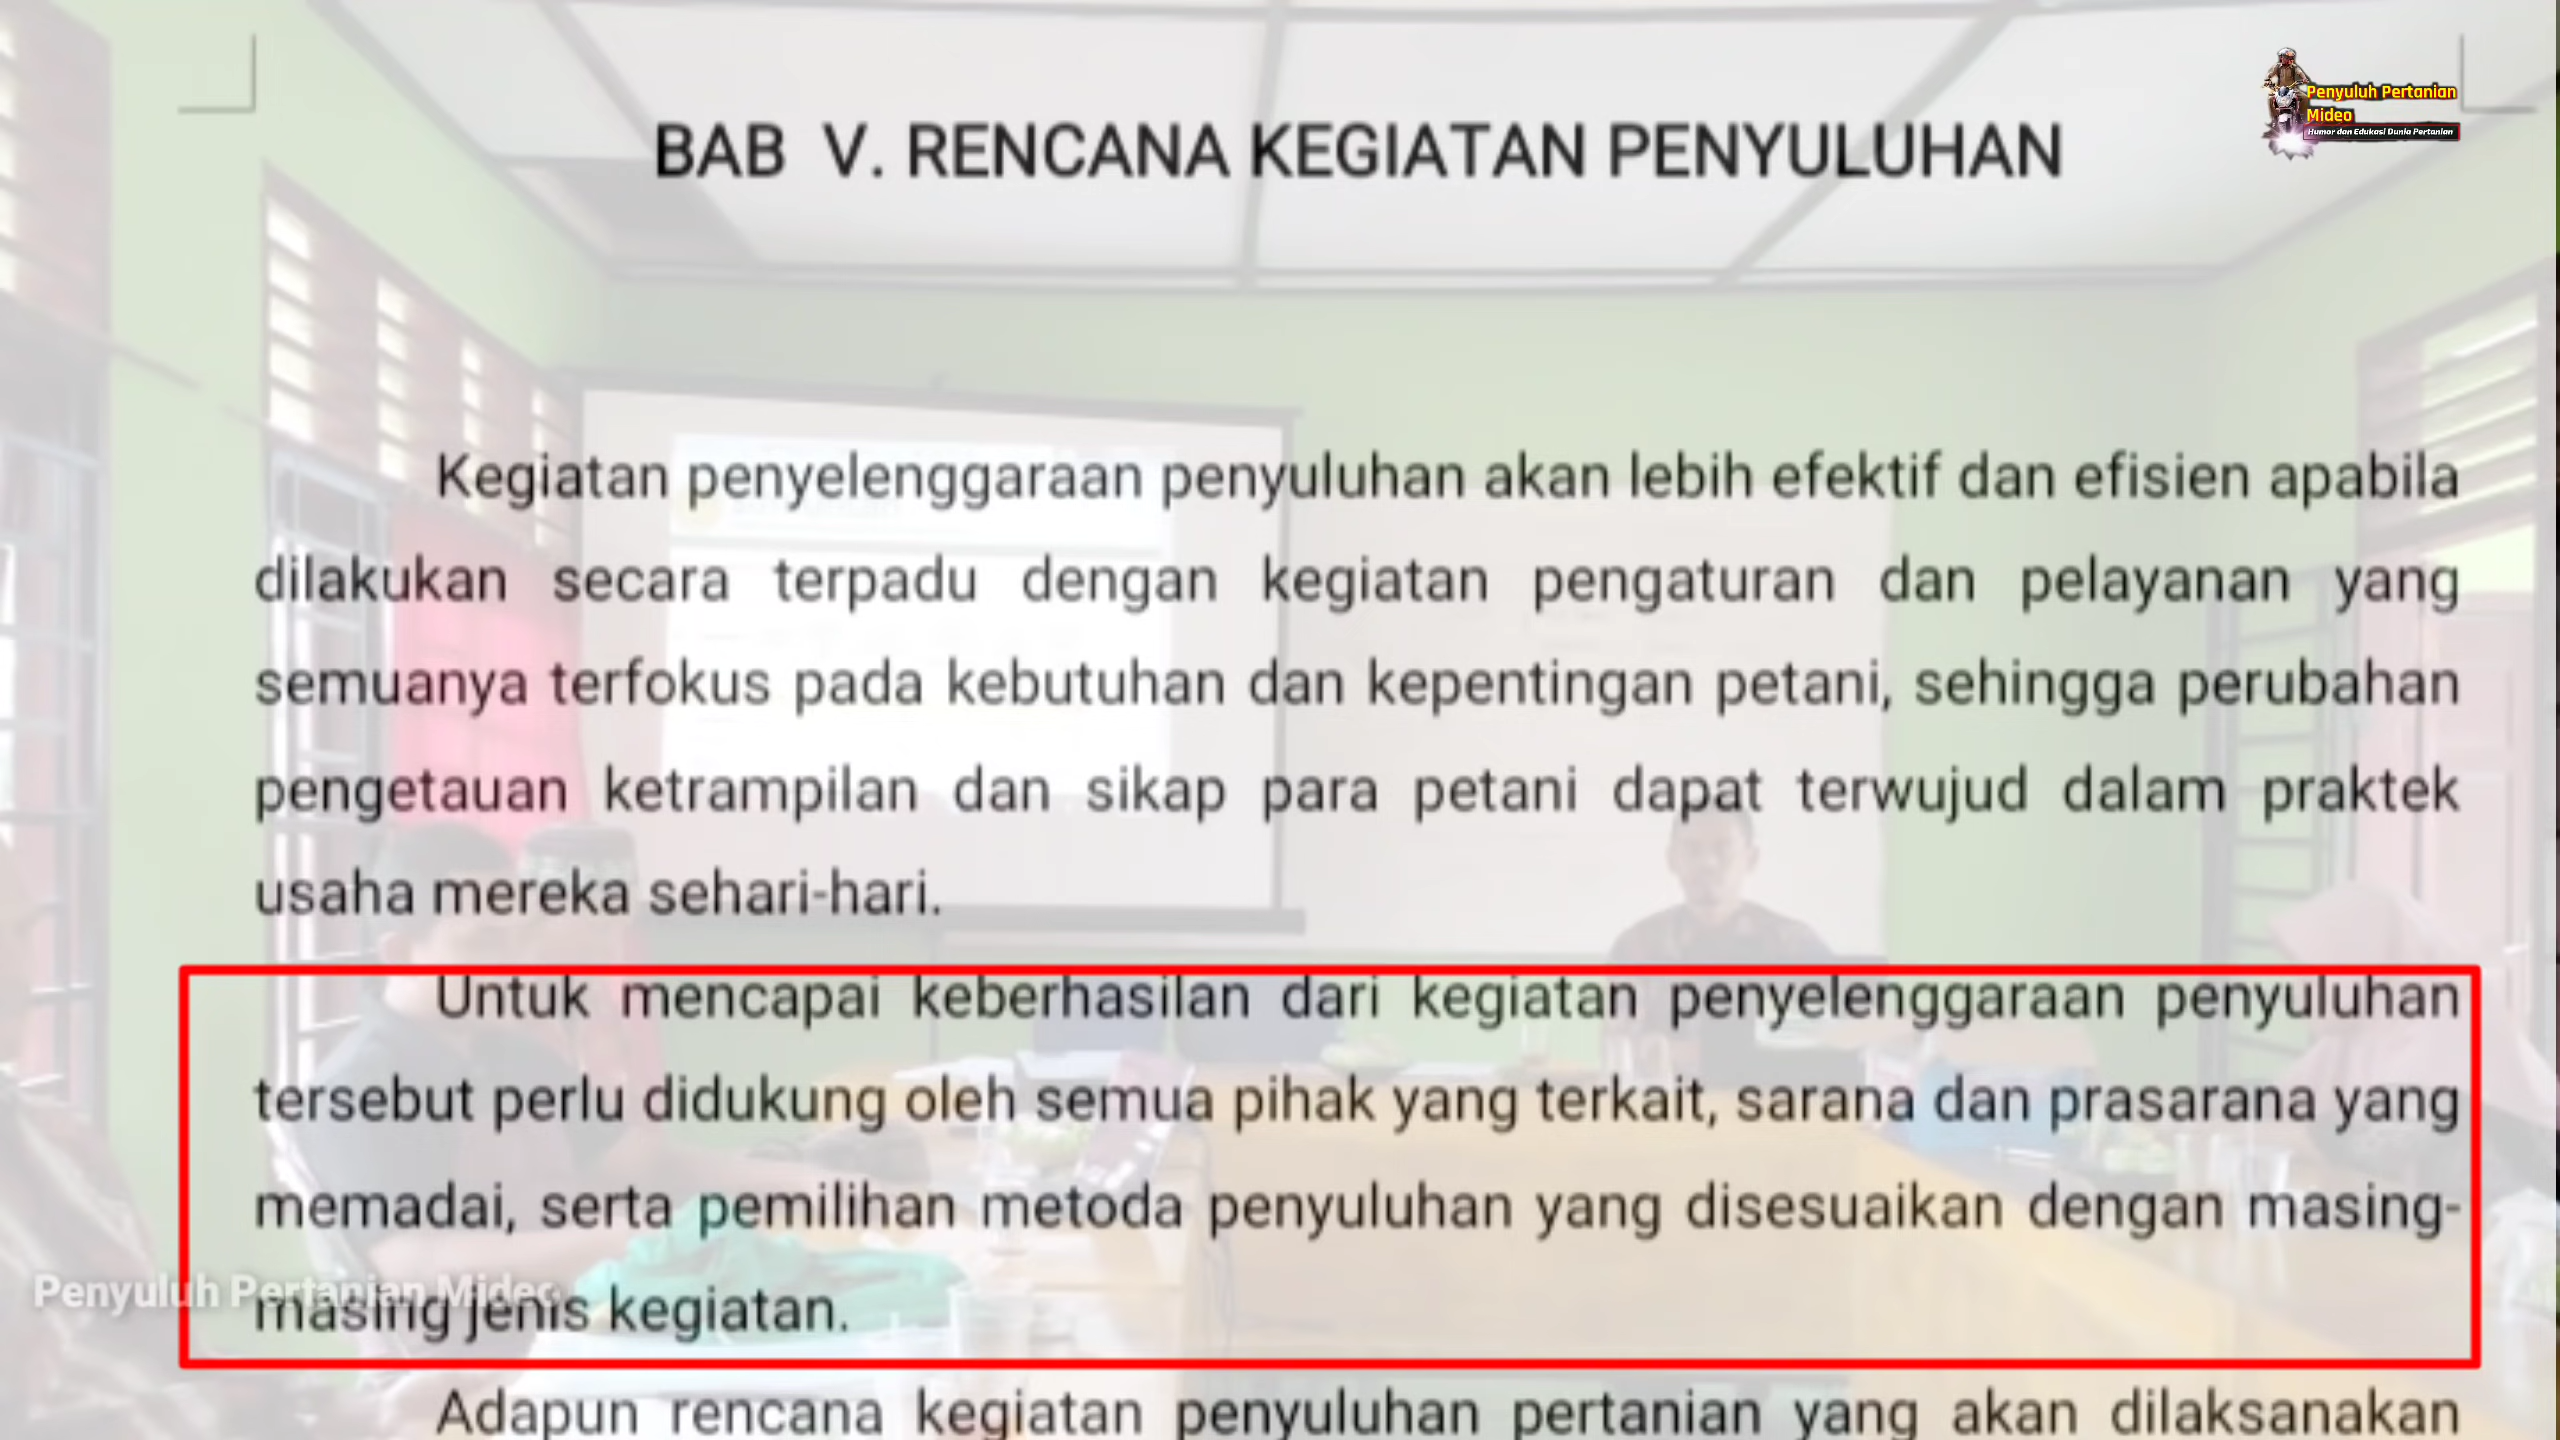 Penyuluh Pertanian
Mideo
Humor dan Edukasi Dunia Pertanian
BAB V. RENCANA KEGIATAN PENYULUHAN
Kegiatan penyelenggaraan penyuluhan akan lebih efektif dan efisien apabila
dilakukan secara terpadu dengan kegiatan pengaturan dan pelayanan yang
semuanya terfokus pada kebutuhan dan kepentingan petani, sehingga perubahan
pengetauan ketrampilan dan sikap para petani dapat terwujud dalam praktek
usaha mereka sehari-hari.
Untuk mencapai keberhasilan dari kegiatan penyelenggaraan penyuluhan
tersebut perlu didukung oleh semua pihak yang terkait, sarana dan prasarana yang
memadai, serta pemilihan metoda penyuluhan yang disesuaikan dengan masing-
masing jenis kegiatan.
Penyuluh Pertanian Mideo
Adapun rencana kegiatan penyuluhan pertanian yang akan dilaksanakan